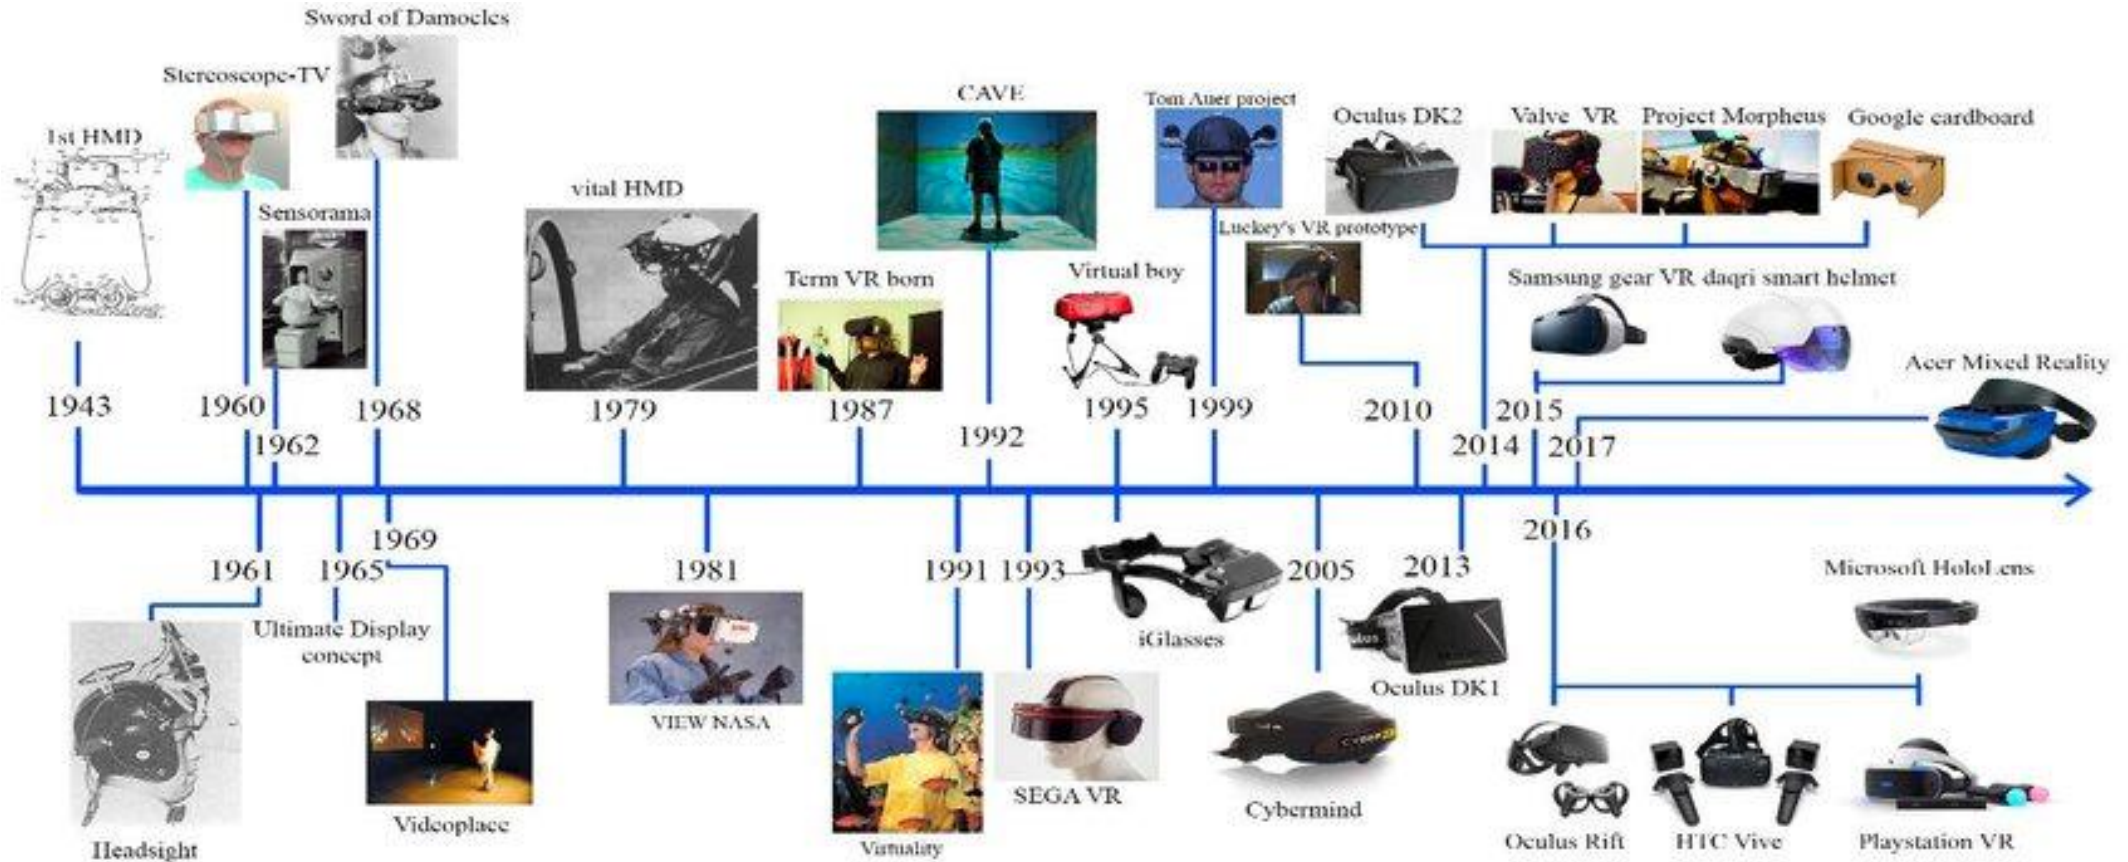 Sword of Damocles
Stereoscope-TV
1st HMD
Sensorama
vital HMD
Term VR born
CAVE
Virtual boy
Tom Auer project
Luckey's VR prototype
Oculus DK2
Valve VR
Project Morpheus
Google cardboard
Samsung gear VR daqri smart helmet
Acer Mixed Reality
1943
1960
1962
1968
1979
1987
1992
1995
1999
2010
2014
2015
2017
1961
1965
1969
1981
1991
1993
2005
2013
2016
Headsight
Ultimate Display
concept
Videoplace
VIEW NASA
Virtuality
SEGA VR
iGlasses
Cybermind
Oculus DK1
Microsoft HoloLens
Oculus Rift
HTC Vive
Playstation VR